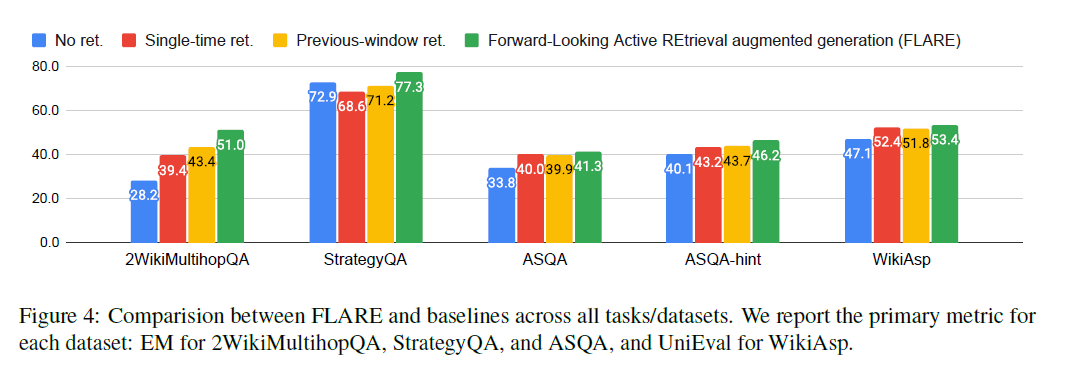 No ret. Single-time ret. Previous-window ret. Forward-Looking Active REtrieval augmented generation (FLARE)
80.0
60.0
40.0
20.0
0.0
28.2 39.4 43.4 51.0
72.9 68.6 71.2 77.3
33.8 40.0 39.9 41.3
40.1 43.2 43.7 46.2
47.1 52.4 51.8 53.4
2WikiMultihopQA StrategyQA ASQA ASQA-hint WikiAsp
Figure 4: Comparision between FLARE and baselines across all tasks/datasets. We report the primary metric for
each dataset: EM for 2WikiMultihopQA, StrategyQA, and ASQA, and UniEval for WikiAsp.